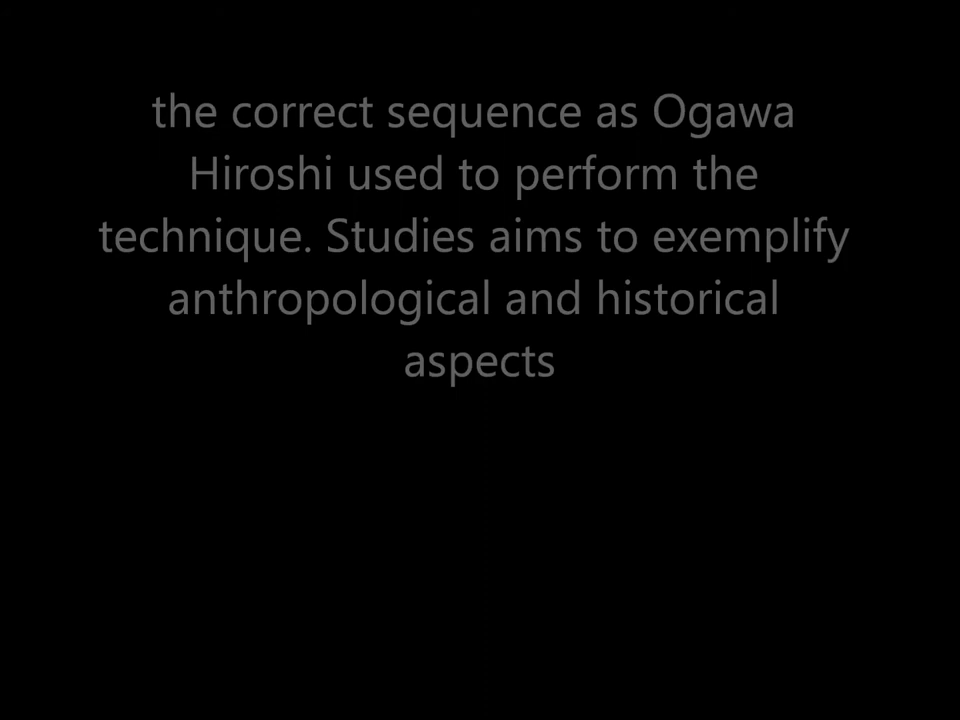 the correct sequence as Ogawa
Hiroshi used to perform the
technique. Studies aims to exemplify
anthropological and historical
aspects